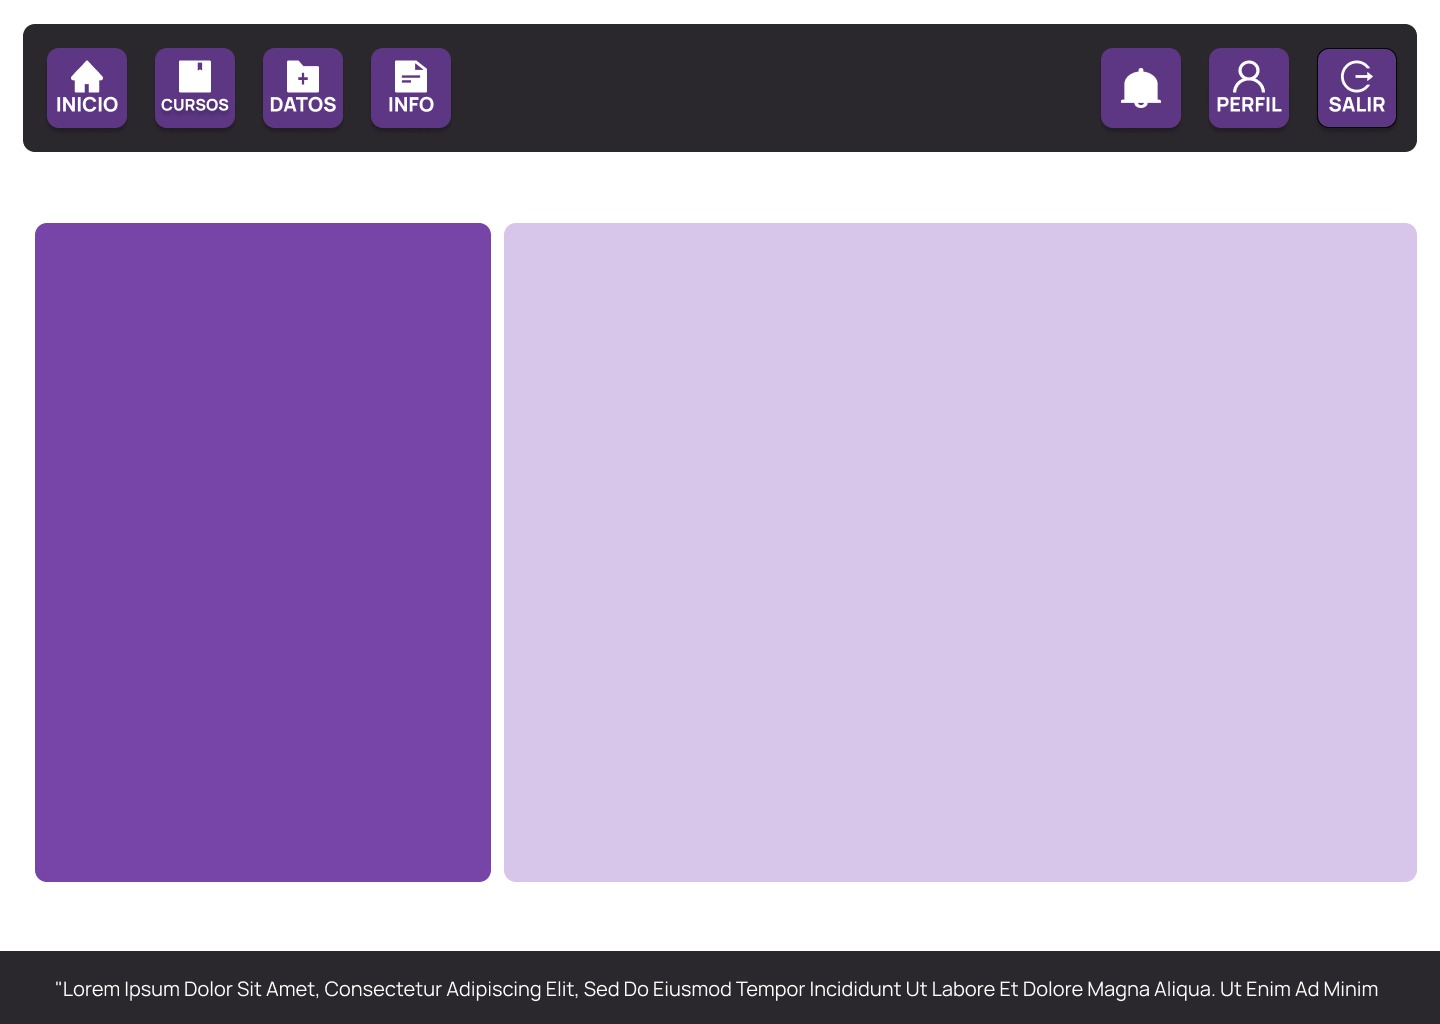 INICIO
CURSOS
DATOS
INFO
PERFIL
SALIR
"Lorem Ipsum Dolor Sit Amet, Consectetur Adipiscing Elit, Sed Do Eiusmod Tempor Incididunt Ut Labore Et Dolore Magna Aliqua. Ut Enim Ad Minim